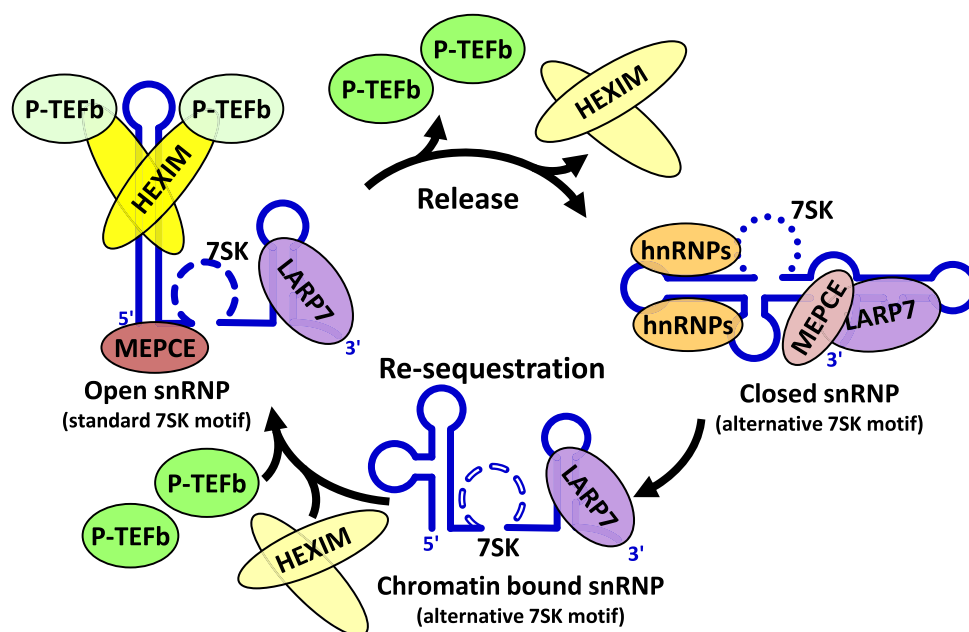 P-TEFb
P-TEFb
HEXIM
P-TEFb
P-TEFb
HEXIM
Release
7SK
5'
MEPCE
LARP7
3'
Open snRNP
(standard 7SK motif)
7SK
hnRNPs
hnRNPs
MEPCE
LARP7
3'
Closed snRNP
(alternative 7SK motif)
Re-sequestration
P-TEFb
P-TEFb
HEXIM
LARP7
5'
7SK
3'
Chromatin bound snRNP
(alternative 7SK motif)